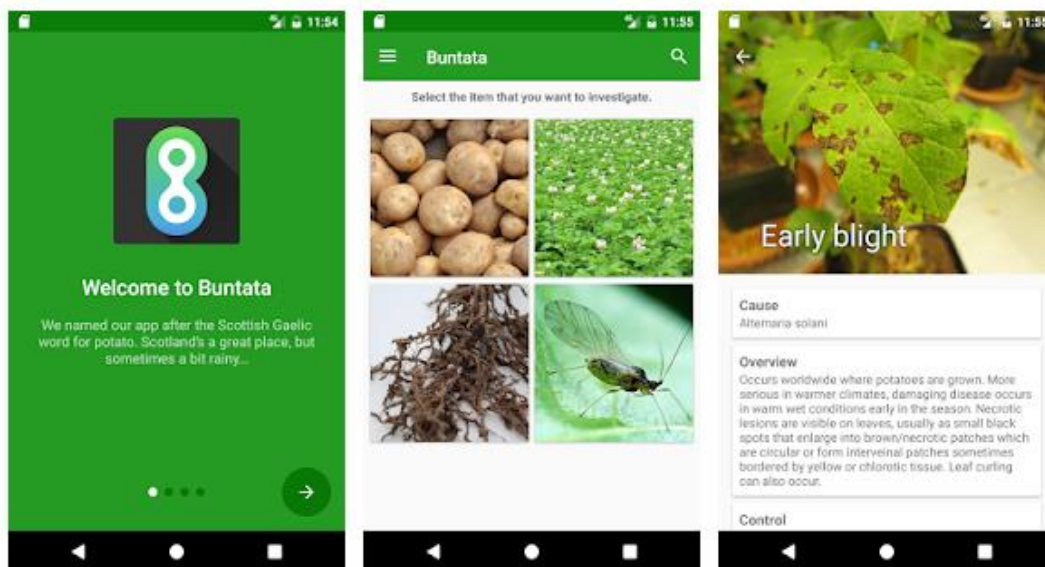 11:54
Welcome to Buntata
We named our app after the Scottish Gaelic
word for potato. Scotland's a great place, but
sometimes a bit rainy...
11:55
Buntata
Select the item that you want to investigate.
11:55
Early blight
Cause
Alternaria solani
Overview
Occurs worldwide where potatoes are grown. More
serious in warmer climates, damaging disease occurs
in warm wet conditions early in the season. Necrotic
lesions are visible on leaves, usually as small black
spots that enlarge into brown/necrotic patches which
are circular or form interveinal patches sometimes
bordered by yellow or chlorotic tissue. Leaf curling
can also occur.
Control